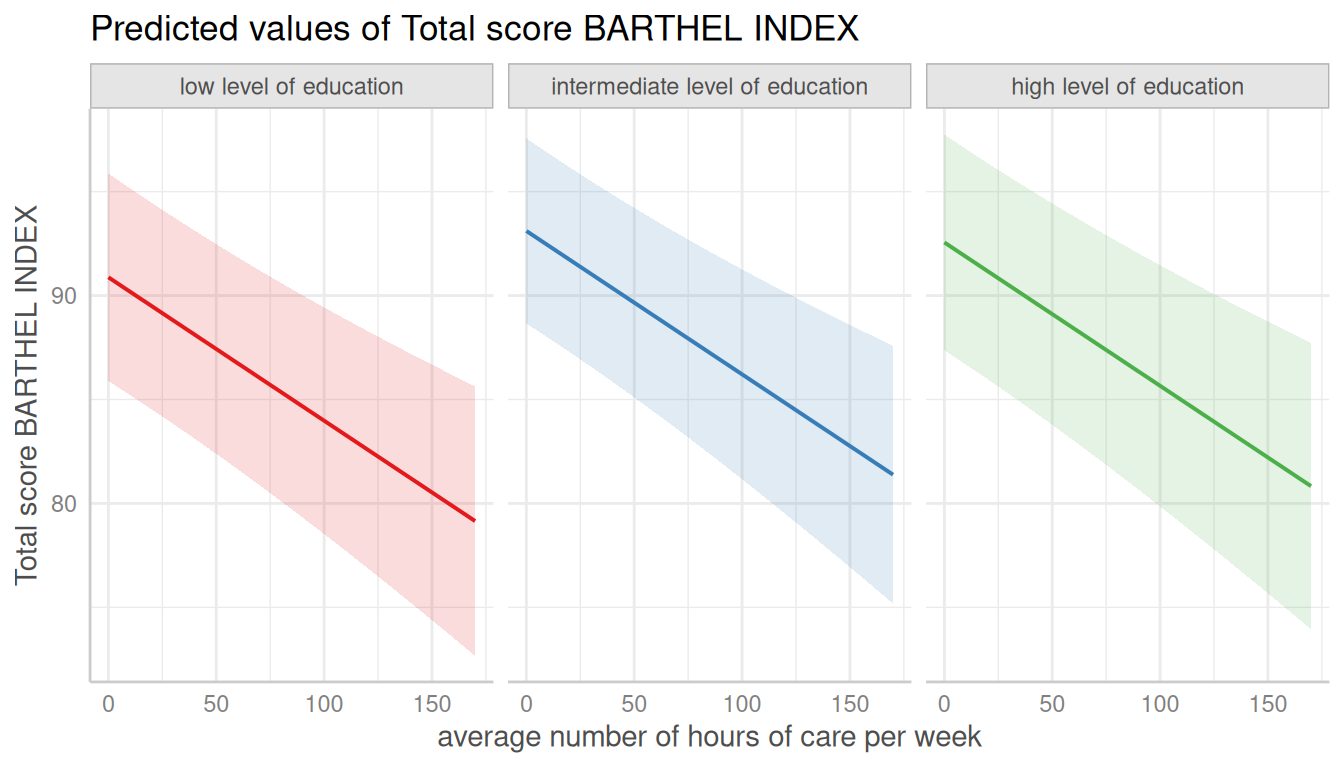 Predicted values of Total score BARTHEL INDEX
low level of education
intermediate level of education
high level of education
Total score BARTHEL INDEX
90
80
0 50 100 150
0 50 100 150
0 50 100 150
average number of hours of care per week